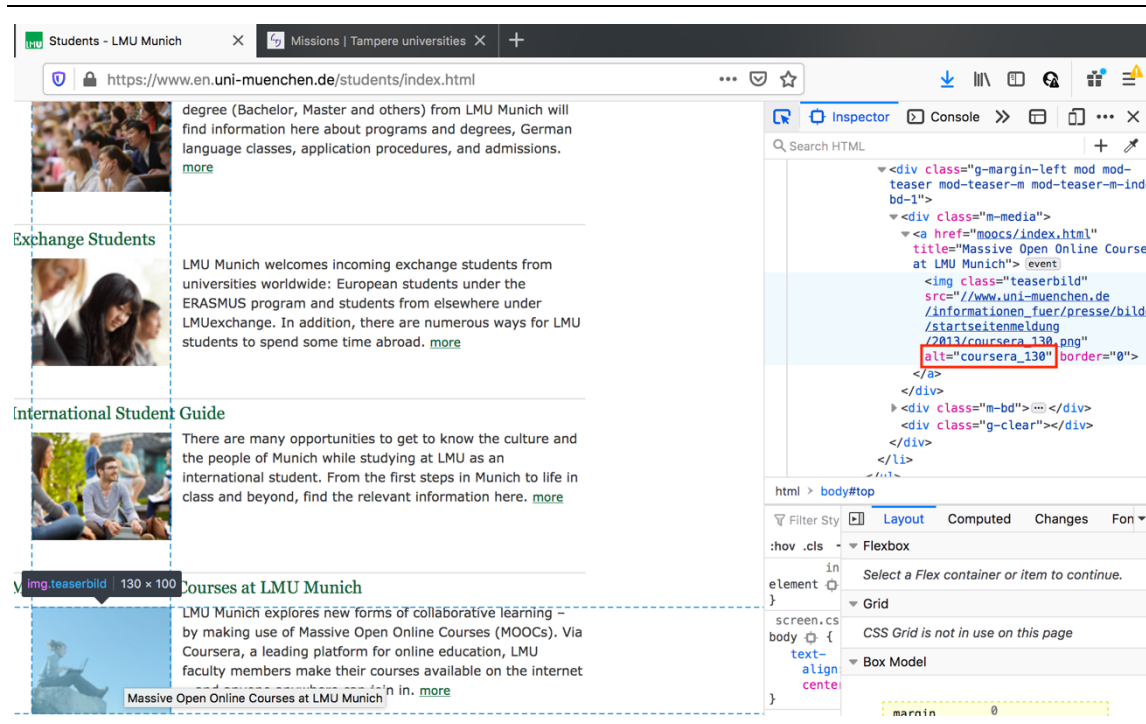 Students - LMU Munich
Missions | Tampere universities
https://www.en.uni-muenchen.de/students/index.html
degree (Bachelor, Master and others) from LMU Munich will
find information here about programs and degrees, German
language classes, application procedures, and admissions.
more
Exchange Students
LMU Munich welcomes incoming exchange students from
universities worldwide: European students under the
ERASMUS program and students from elsewhere under
LMUexchange. In addition, there are numerous ways for LMU
students to spend some time abroad. more
International Student Guide
There are many opportunities to get to know the culture and
the people of Munich while studying at LMU as an
international student. From the first steps in Munich to life in
class and beyond, find the relevant information here. more
img.teaserbild | 130 × 100
Courses at LMU Munich
LMU Munich explores new forms of collaborative learning –
by making use of Massive Open Online Courses (MOOCs). Via
Coursera, a leading platform for online education, LMU
faculty members make their courses available on the internet
in in. more
Massive Open Online Courses at LMU Munich
Inspector
Console
Search HTML
<div class="g-margin-left mod mod-
teaser mod-teaser-m mod-teaser-m-ind
bd-1">
<div class="m-media">
<a href="moocs/index.html"
title="Massive Open Online Course
at LMU Munich"> event
<img class="teaserbild"
src="//www.uni-muenchen.de
/informationen_fuer/presse/bild
/startseitenmeldung
/2013/coursera_130.png"
alt="coursera_130" border="0">
</a>
</div>
<div class="m-bd"> </div>
<div class="g-clear"></div>
</div>
</li>
html > body#top
Filter Sty
Layout
Computed
Changes
Fon
:hov .cls
Flexbox
in
element {
}
Select a Flex container or item to continue.
Grid
screen.cs
body {
text-
align
cente
}
CSS Grid is not in use on this page
Box Model
margin
0